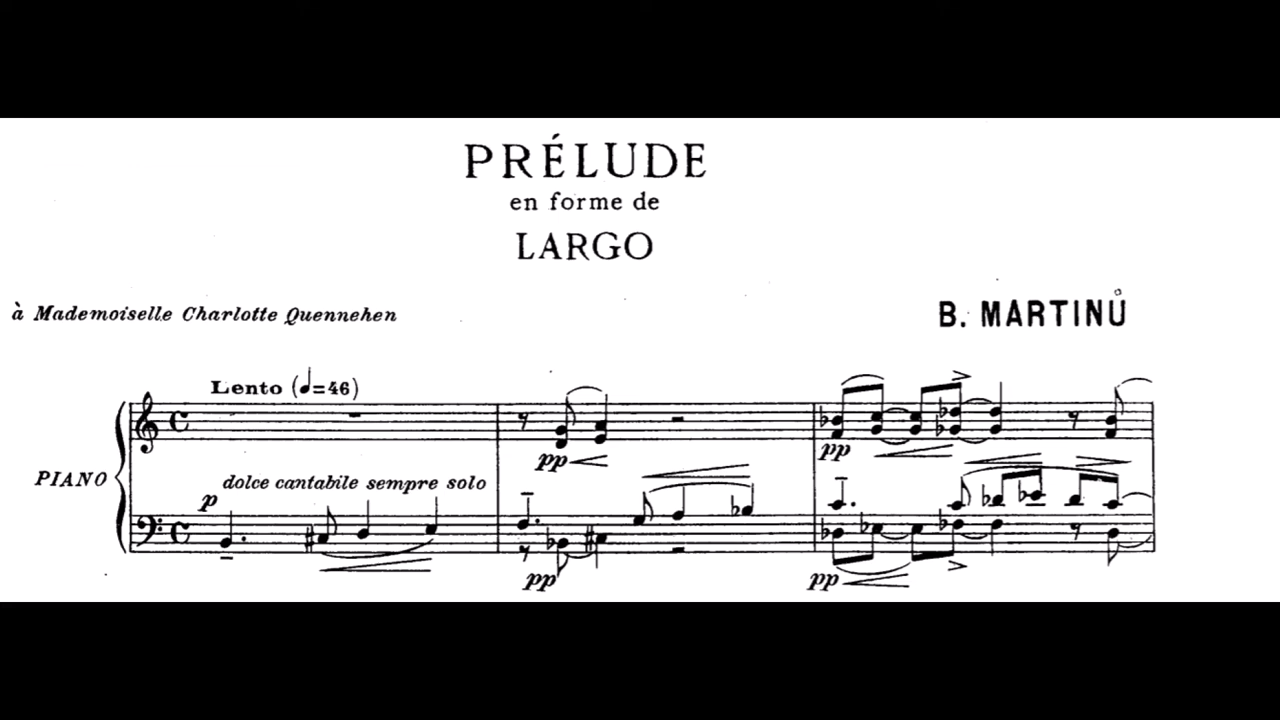 PRÉLUDE
en forme de
LARGO
à Mademoiselle Charlotte Quennehen
B. MARTINŮ
Lento (♩=46)
pp
pp
PIANO
p dolce cantabile sempre solo
pp
pp